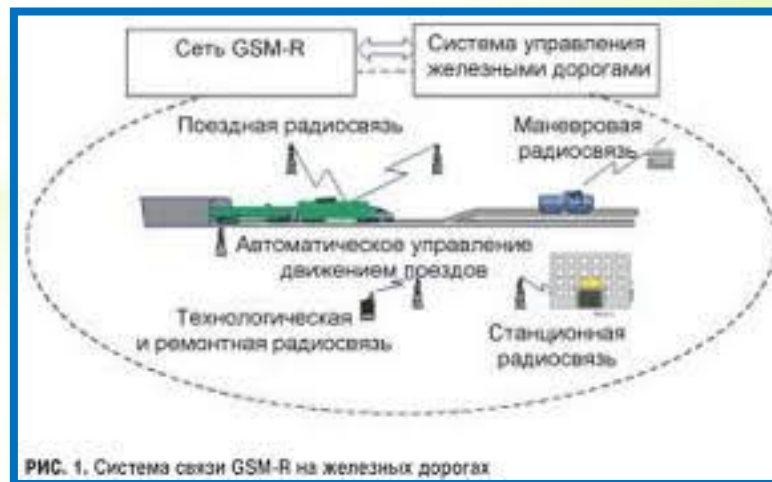 Сеть GSM-R
Система управления
железными дорогами
Поездная радиосвязь
Маневровая
радиосвязь
Автоматическое управление
движением поездов
Технологическая
и ремонтная радиосвязь
Станционная
радиосвязь
РИС. 1. Система связи GSM-R на железных дорогах